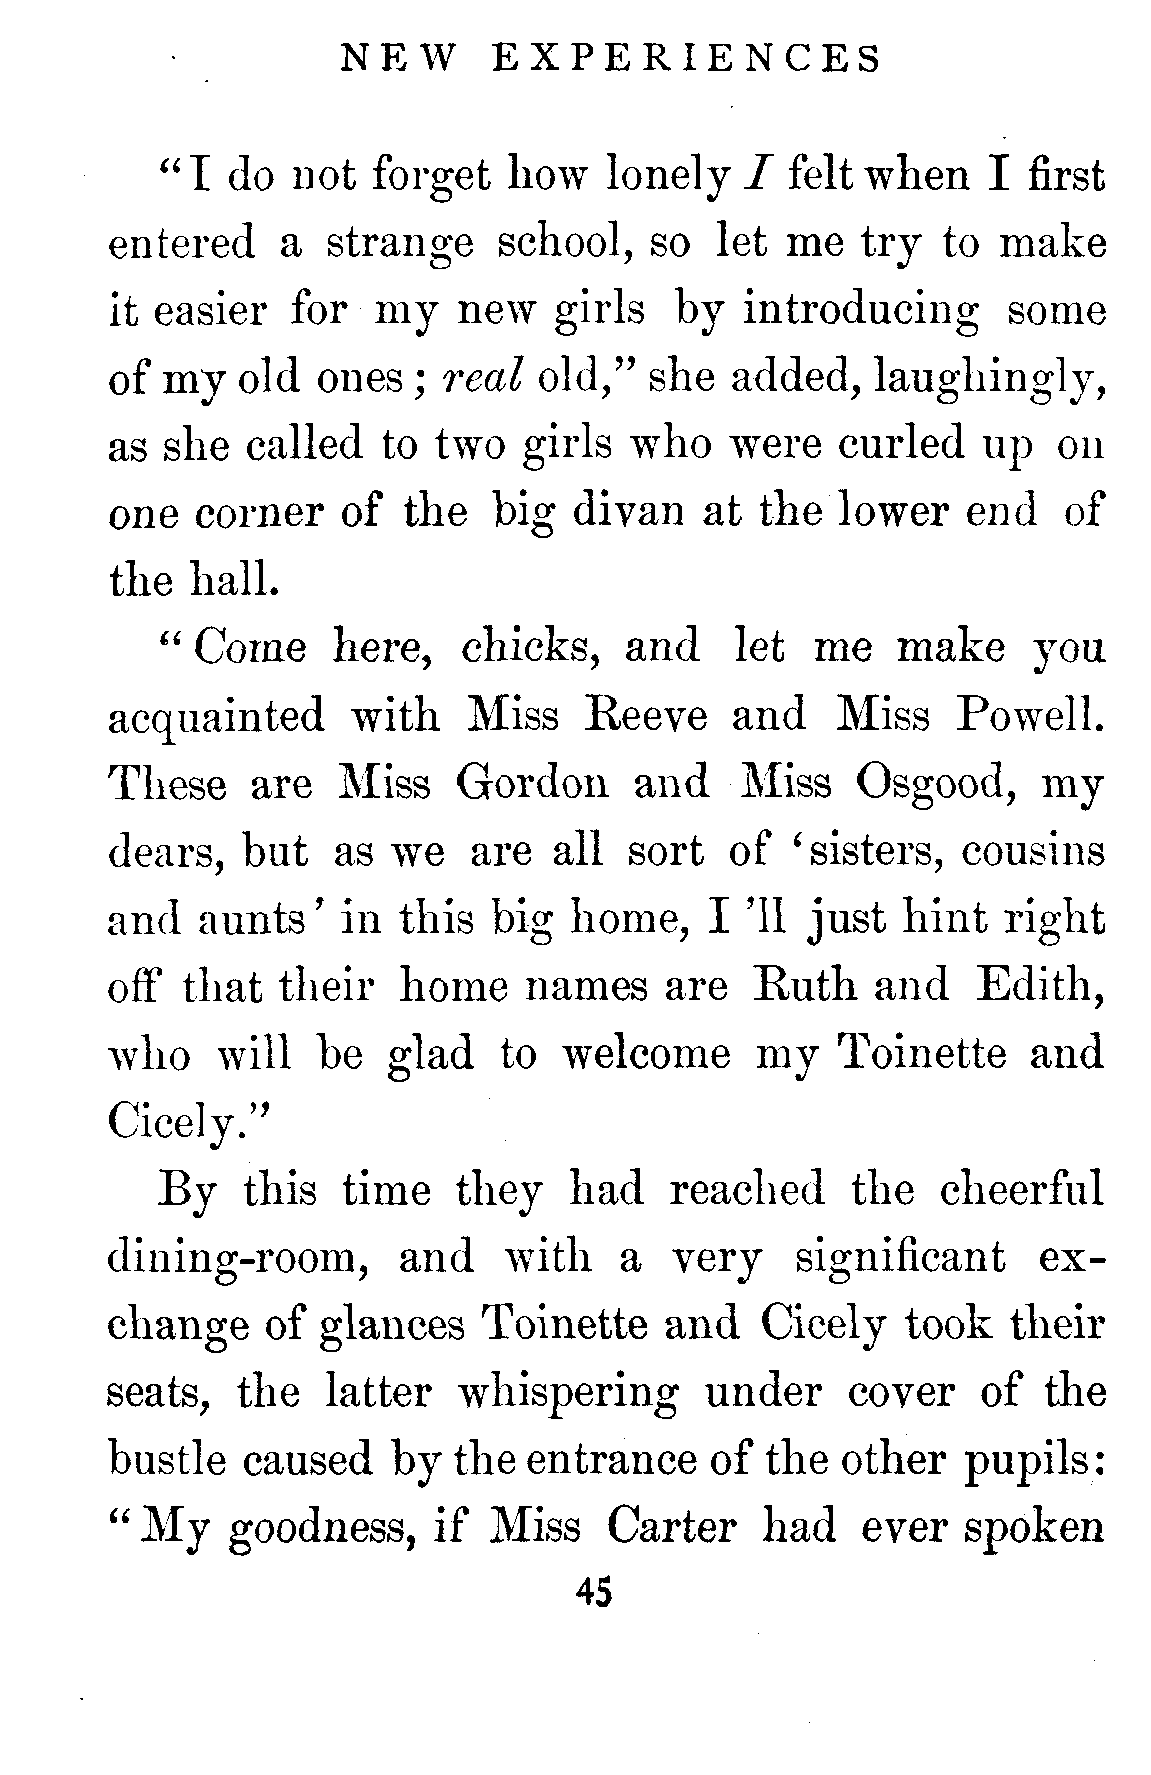 NEW EXPERIENCES
“I do not forget how lonely I felt when I first
entered a strange school, so let me try to make
it easier for my new girls by introducing some
of my old ones; real old,” she added, laughingly,
as she called to two girls who were curled up on
one corner of the big divan at the lower end of
the hall.
“Come here, chicks, and let me make you
acquainted with Miss Reeve and Miss Powell.
These are Miss Gordon and Miss Osgood, my
dears, but as we are all sort of ‘sisters, cousins
and aunts’ in this big home, I ’ll just hint right
off that their home names are Ruth and Edith,
who will be glad to welcome my Toinette and
Cicely.”
By this time they had reached the cheerful
dining-room, and with a very significant ex-
change of glances Toinette and Cicely took their
seats, the latter whispering under cover of the
bustle caused by the entrance of the other pupils:
“My goodness, if Miss Carter had ever spoken
45